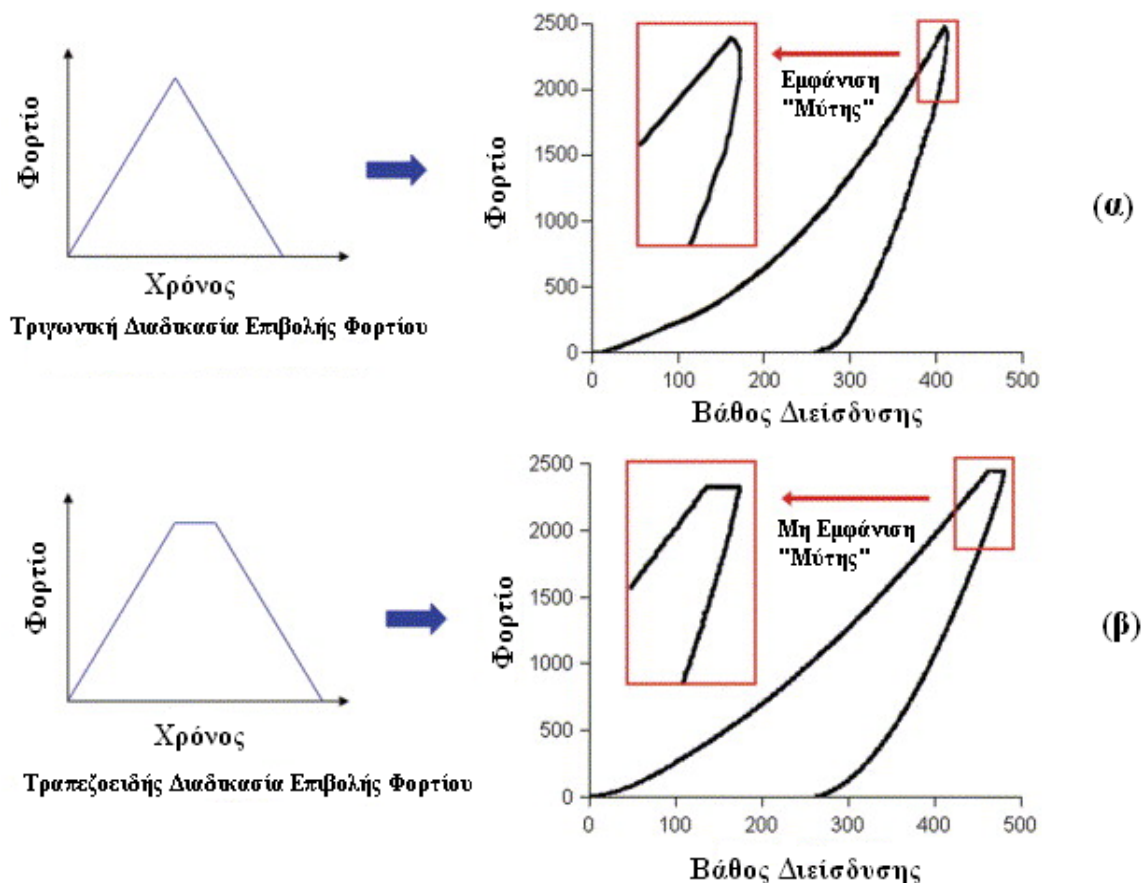 Φορτίο
Χρόνος
Τριγωνική Διαδικασία Επιβολής Φορτίου
Φορτίο
2500
2000
1500
1000
500
0
0 100 200 300 400 500
Βάθος Διείσδυσης
Εμφάνιση
"Μύτης"
(α)
Φορτίο
Χρόνος
Τραπεζοειδής Διαδικασία Επιβολής Φορτίου
Φορτίο
2500
2000
1500
1000
500
0
0 100 200 300 400 500
Βάθος Διείσδυσης
Μη Εμφάνιση
"Μύτης"
(β)